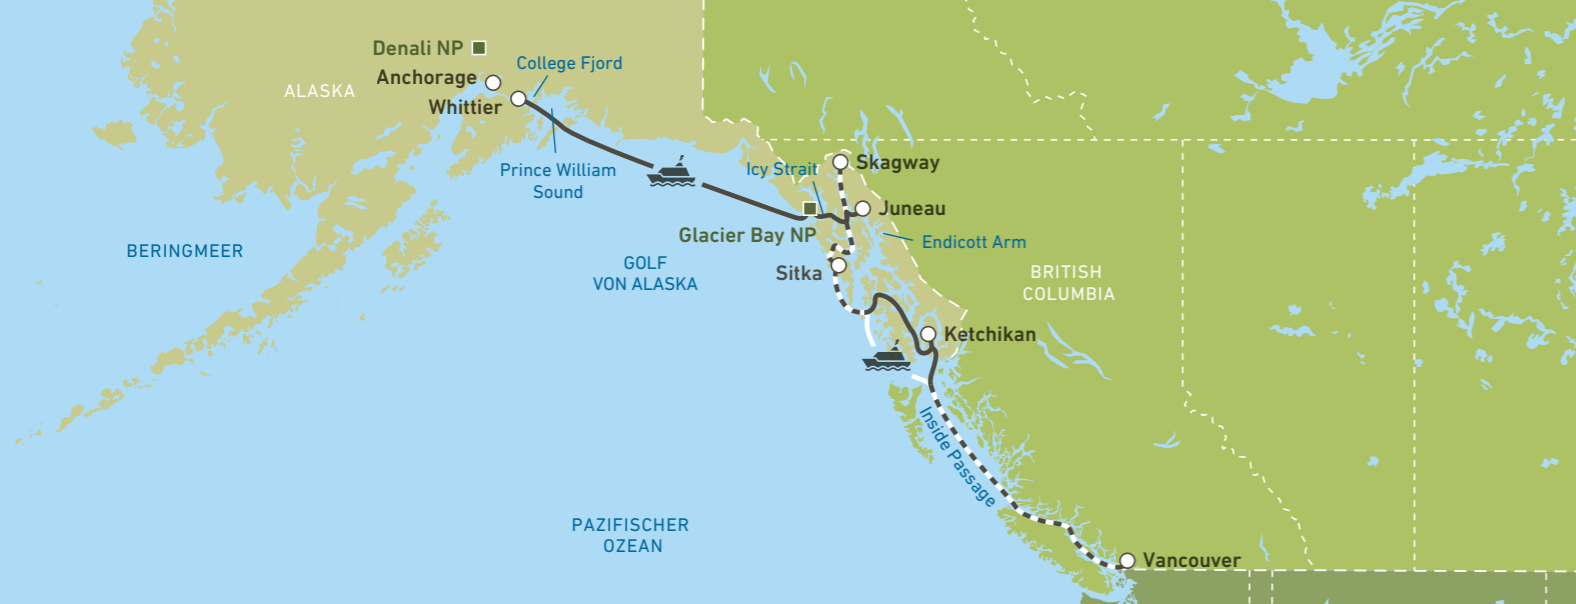 Denali NP
College Fjord
Anchorage
ALASKA
Whittier
Prince William
Sound
Icy Strait
Skagway
Juneau
Glacier Bay NP
Endicott Arm
BERINGMEER
GOLF
VON ALASKA
Sitka
BRITISH
COLUMBIA
Ketchikan
Inside Passage
PAZIFISCHER
OZEAN
Vancouver